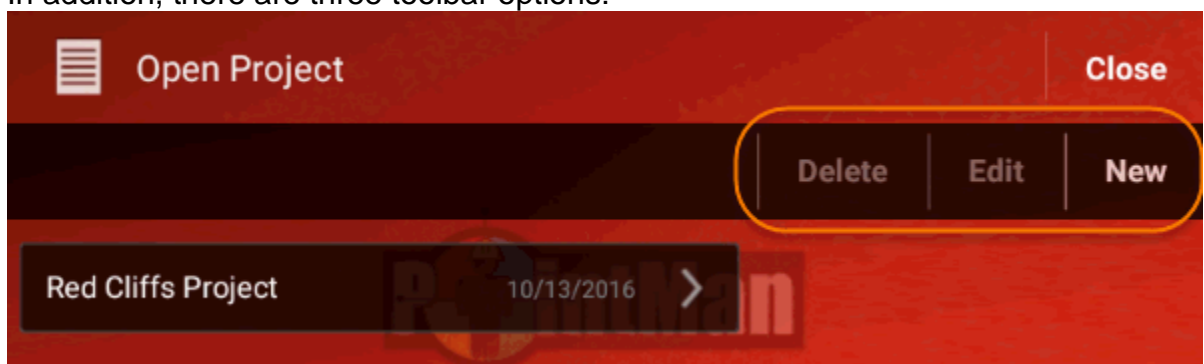 In addition, there are three toolbar options:
Open Project Close
Delete Edit New
Red Cliffs Project 10/13/2016
PointMan